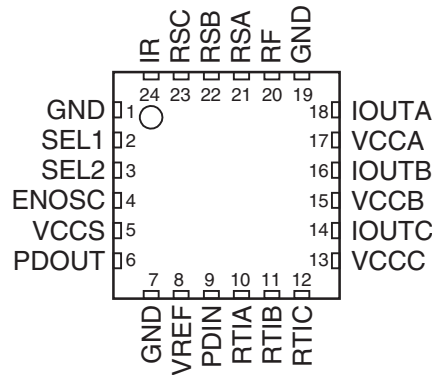 IR
RSC
RSB
RSA
RF
GND
24 23 22 21 20 19
GND 1
SEL1 2
SEL2 3
ENOSC 4
VCCS 5
PDOUT 6
18 IOUTA
17 VCCA
16 IOUTB
15 VCCB
14 IOUTC
13 VCCC
7 8 9 10 11 12
GND
VREF
PDIN
RTIA
RTIB
RTIC